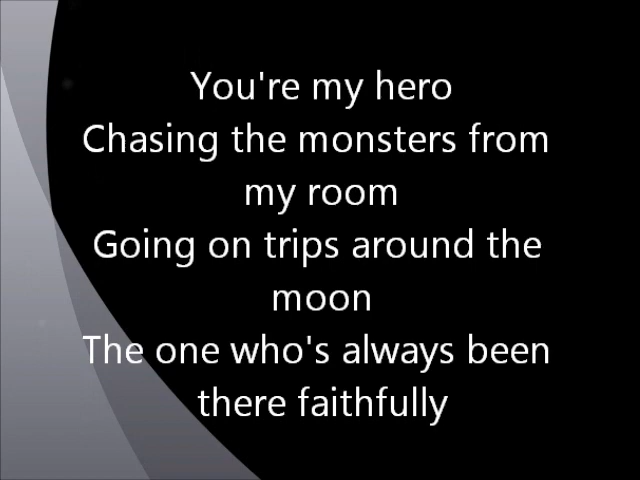 You're my hero
Chasing the monsters from
my room
Going on trips around the
moon
The one who's always been
there faithfully